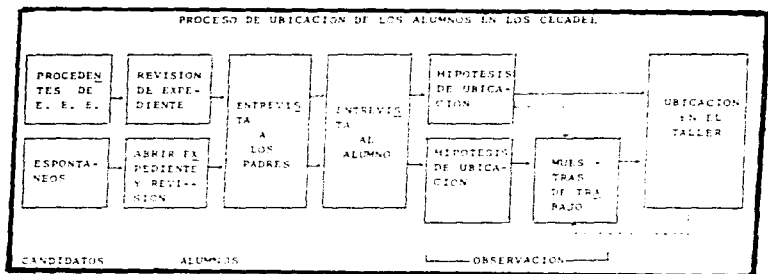 PROCESO DE UBICACION DE LOS ALUMNOS EN LOS CECADEE
PROCEDEN
TES DE
E. E. E.
REVISION
DE EXPE-
DIENTE
ENTREVIS
TA
A
LOS
PADRES
ENTREVIS
TA
AL
ALUMNO
HIPOTESIS
DE UBICA-
CION
UBICACION
EN EL
TALLER
ESPONTA-
NEOS
ABRIR EX
PEDIENTE
Y REVI--
SION
HIPOTESIS
DE UBICA-
CION
MUES -
TRAS
DE TRA
BAJO
CANDIDATOS
ALUMNOS
OBSERVACION